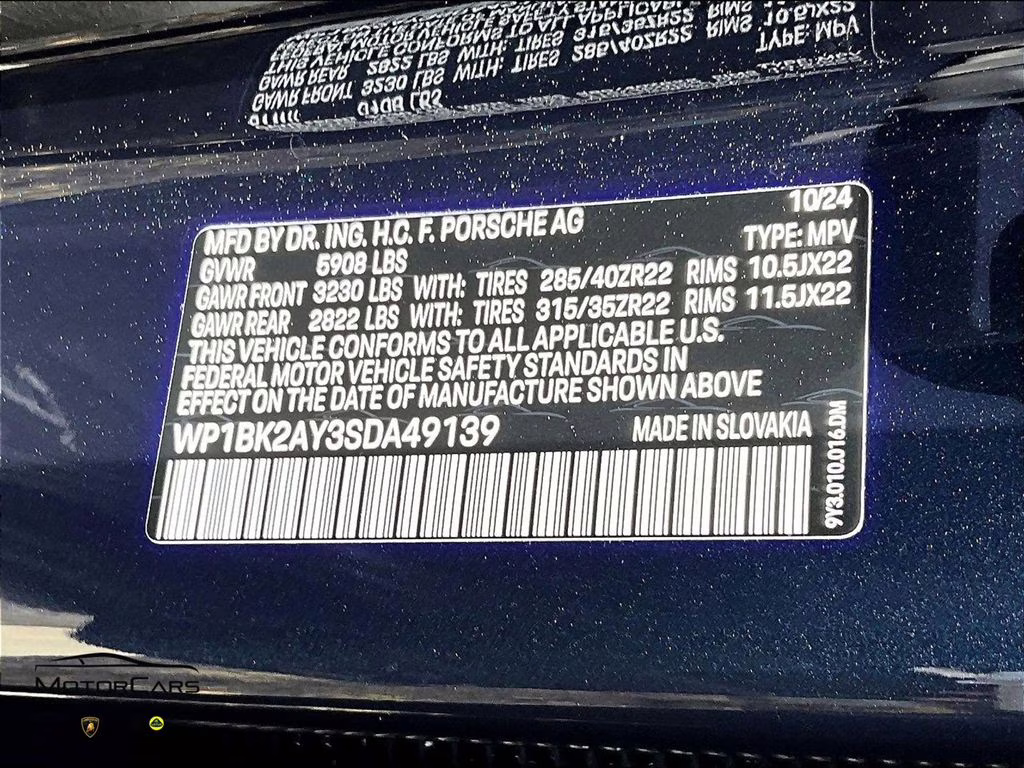 MFD BY DR. ING. H.C. F. PORSCHE AG 10/24
GVWR 5908 LBS TYPE: MPV
GAWR FRONT 3230 LBS WITH: TIRES 285/40ZR22 RIMS 10.5JX22
GAWR REAR 2822 LBS WITH: TIRES 315/35ZR22 RIMS 11.5JX22
THIS VEHICLE CONFORMS TO ALL APPLICABLE U.S.
FEDERAL MOTOR VEHICLE SAFETY STANDARDS IN
EFFECT ON THE DATE OF MANUFACTURE SHOWN ABOVE
WP1BK2AY3SDA49139 MADE IN SLOVAKIA
9Y3.010.016.DM
MOTORCARS